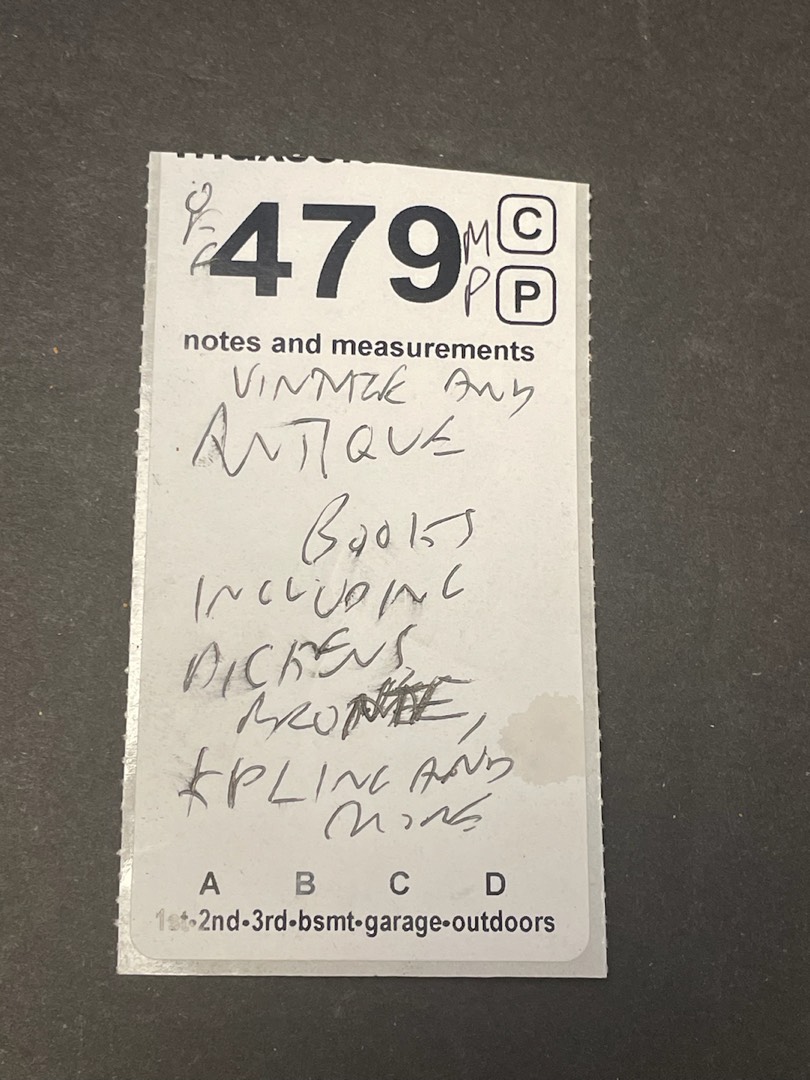 479 M C
P P
notes and measurements
VINTAGE AND
ANTIQUE
BOOKS
INCLUDING
DICKENS,
BRONTE,
KIPLING AND
MORE
A B C D
1st•2nd•3rd•bsmt•garage•outdoors